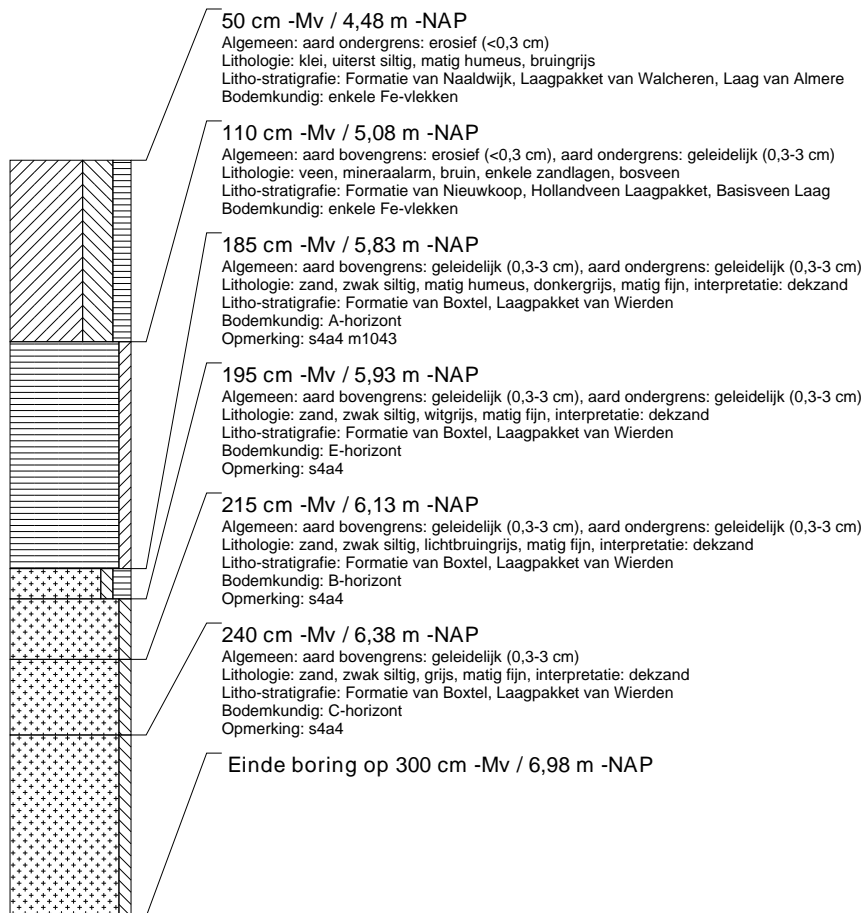 50 cm -Mv / 4,48 m -NAP
Algemeen: aard ondergrens: erosief (<0,3 cm)
Lithologie: klei, uiterst siltig, matig humeus, bruingrijs
Litho-stratigrafie: Formatie van Naaldwijk, Laagpakket van Walcheren, Laag van Almere
Bodemkundig: enkele Fe-vlekken
110 cm -Mv / 5,08 m -NAP
Algemeen: aard bovengrens: erosief (<0,3 cm), aard ondergrens: geleidelijk (0,3-3 cm)
Lithologie: veen, mineraalarm, bruin, enkele zandlagen, bosveen
Litho-stratigrafie: Formatie van Nieuwkoop, Hollandveen Laagpakket, Basisveen Laag
Bodemkundig: enkele Fe-vlekken
185 cm -Mv / 5,83 m -NAP
Algemeen: aard bovengrens: geleidelijk (0,3-3 cm), aard ondergrens: geleidelijk (0,3-3 cm)
Lithologie: zand, zwak siltig, matig humeus, donkergrijs, matig fijn, interpretatie: dekzand
Litho-stratigrafie: Formatie van Boxtel, Laagpakket van Wierden
Bodemkundig: A-horizont
Opmerking: s4a4 m1043
195 cm -Mv / 5,93 m -NAP
Algemeen: aard bovengrens: geleidelijk (0,3-3 cm), aard ondergrens: geleidelijk (0,3-3 cm)
Lithologie: zand, zwak siltig, witgrijs, matig fijn, interpretatie: dekzand
Litho-stratigrafie: Formatie van Boxtel, Laagpakket van Wierden
Bodemkundig: E-horizont
Opmerking: s4a4
215 cm -Mv / 6,13 m -NAP
Algemeen: aard bovengrens: geleidelijk (0,3-3 cm), aard ondergrens: geleidelijk (0,3-3 cm)
Lithologie: zand, zwak siltig, lichtbruingrijs, matig fijn, interpretatie: dekzand
Litho-stratigrafie: Formatie van Boxtel, Laagpakket van Wierden
Bodemkundig: B-horizont
Opmerking: s4a4
240 cm -Mv / 6,38 m -NAP
Algemeen: aard bovengrens: geleidelijk (0,3-3 cm)
Lithologie: zand, zwak siltig, grijs, matig fijn, interpretatie: dekzand
Litho-stratigrafie: Formatie van Boxtel, Laagpakket van Wierden
Bodemkundig: C-horizont
Opmerking: s4a4
Einde boring op 300 cm -Mv / 6,98 m -NAP